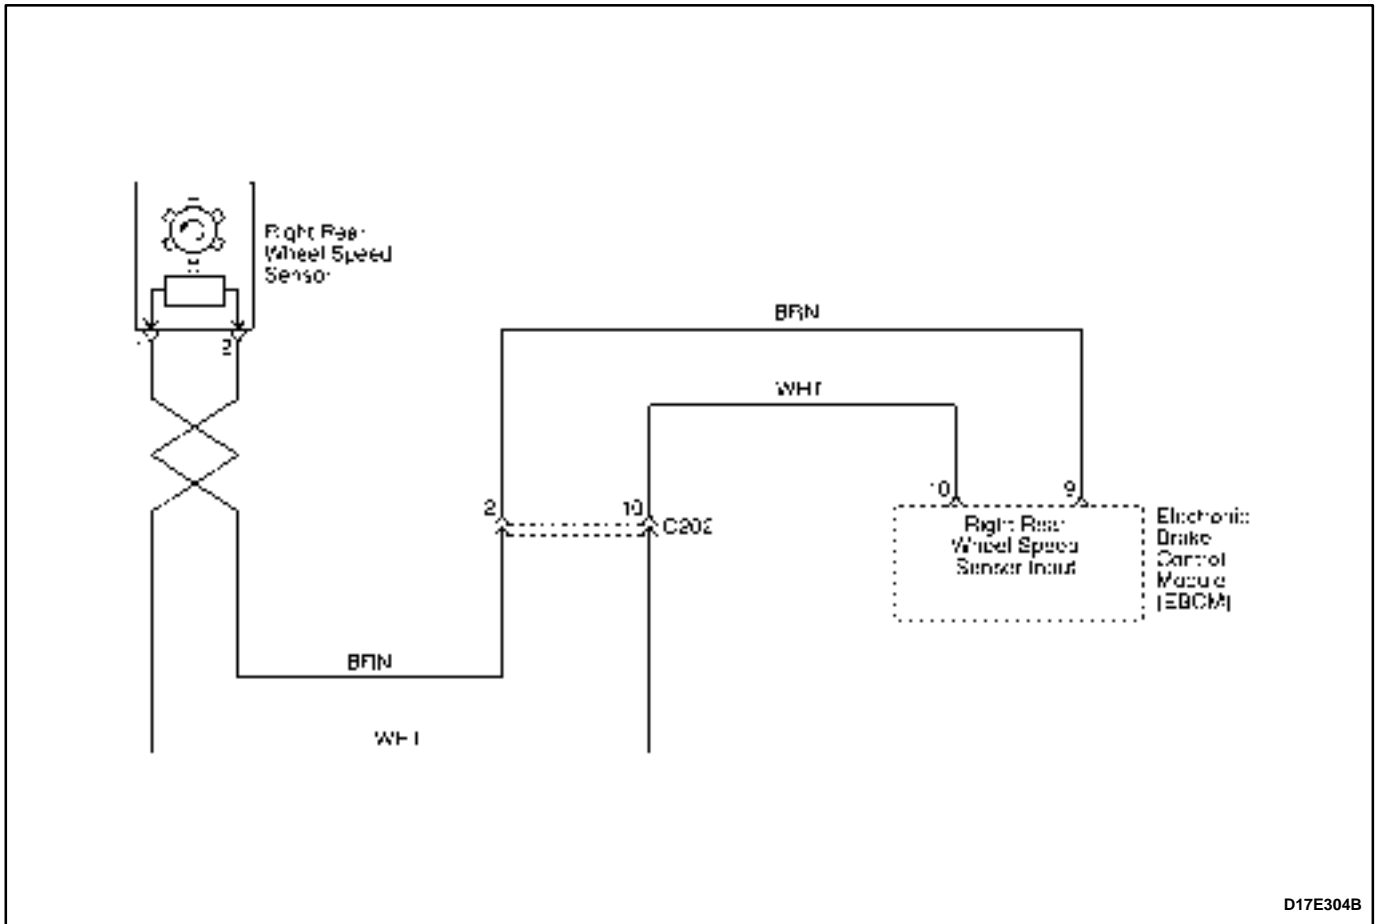 Right Rear
Wheel Speed
Sensor
1
2
BRN
WHT
2
10
C202
10
9
Right Rear
Wheel Speed
Sensor Input
Electronic
Brake
Control
Module
(EBCM)
BRN
WHT
D17E304B